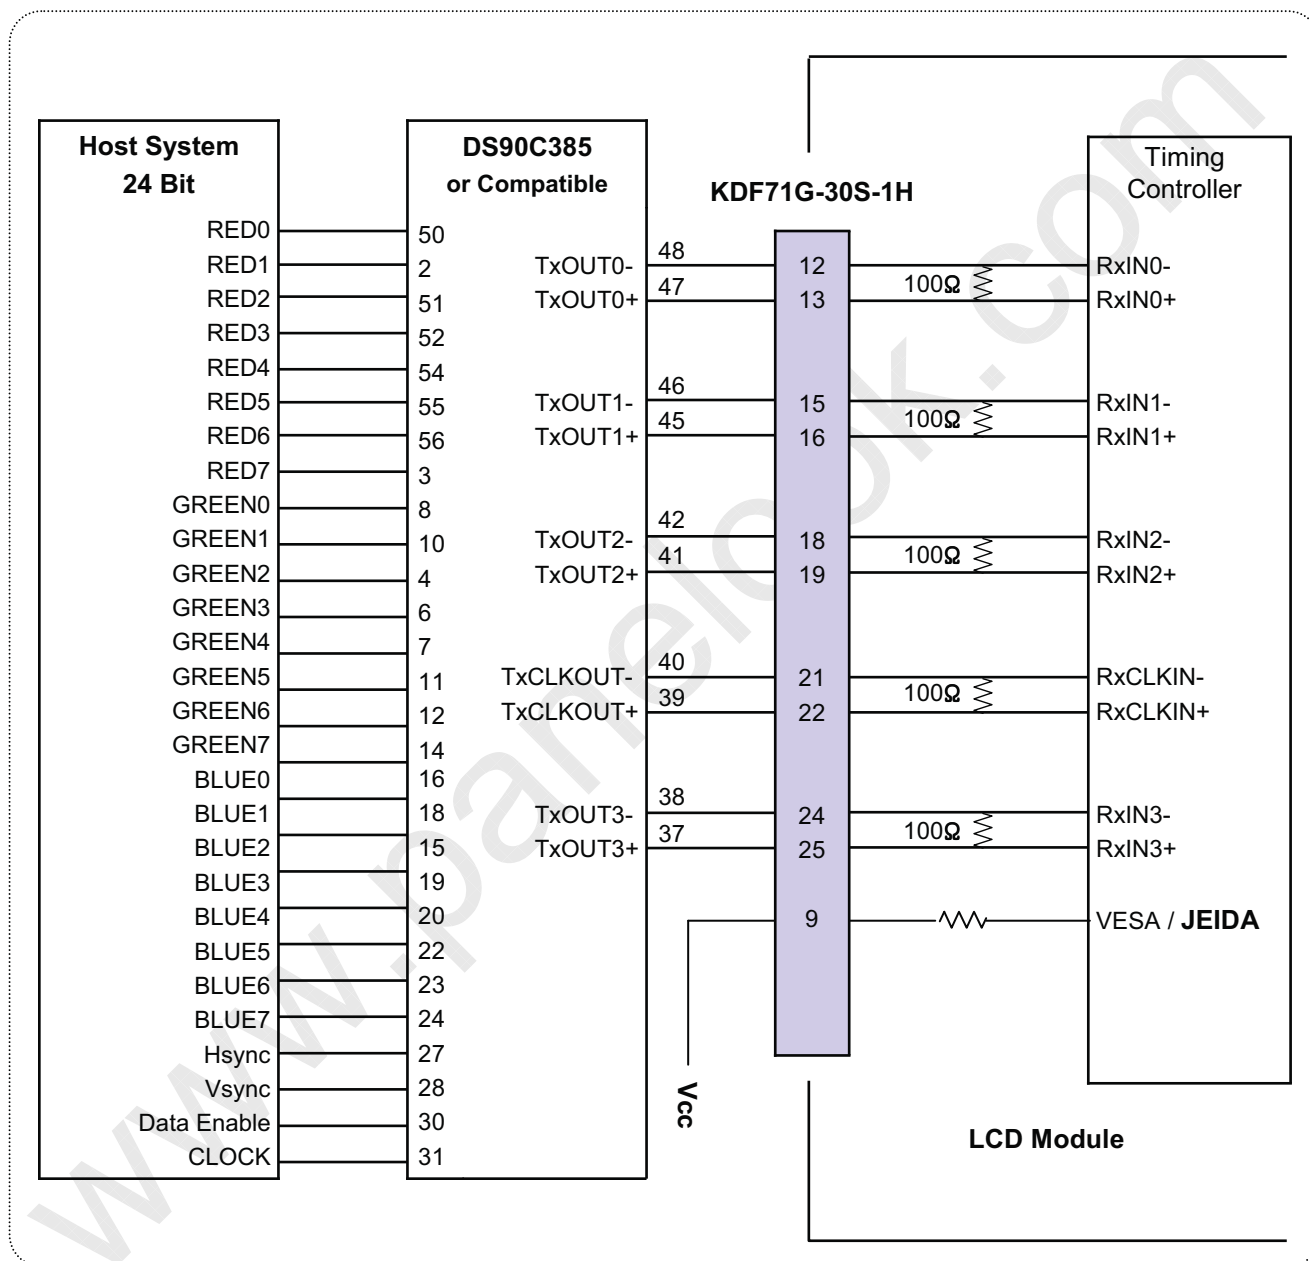 Host System
24 Bit
RED0
RED1
RED2
RED3
RED4
RED5
RED6
RED7
GREEN0
GREEN1
GREEN2
GREEN3
GREEN4
GREEN5
GREEN6
GREEN7
BLUE0
BLUE1
BLUE2
BLUE3
BLUE4
BLUE5
BLUE6
BLUE7
Hsync
Vsync
Data Enable
CLOCK
DS90C385
or Compatible
50
2
51
52
54
55
56
3
8
10
4
6
7
11
12
14
16
18
15
19
20
22
23
24
27
28
30
31
TxOUT0-
TxOUT0+
TxOUT1-
TxOUT1+
TxOUT2-
TxOUT2+
TxCLKOUT-
TxCLKOUT+
TxOUT3-
TxOUT3+
48
47
46
45
42
41
40
39
38
37
Vcc
KDF71G-30S-1H
12
13
15
16
18
19
21
22
24
25
9
100Ω
100Ω
100Ω
100Ω
100Ω
Timing
Controller
RxIN0-
RxIN0+
RxIN1-
RxIN1+
RxIN2-
RxIN2+
RxCLKIN-
RxCLKIN+
RxIN3-
RxIN3+
VESA / JEIDA
LCD Module
www.panelook.com